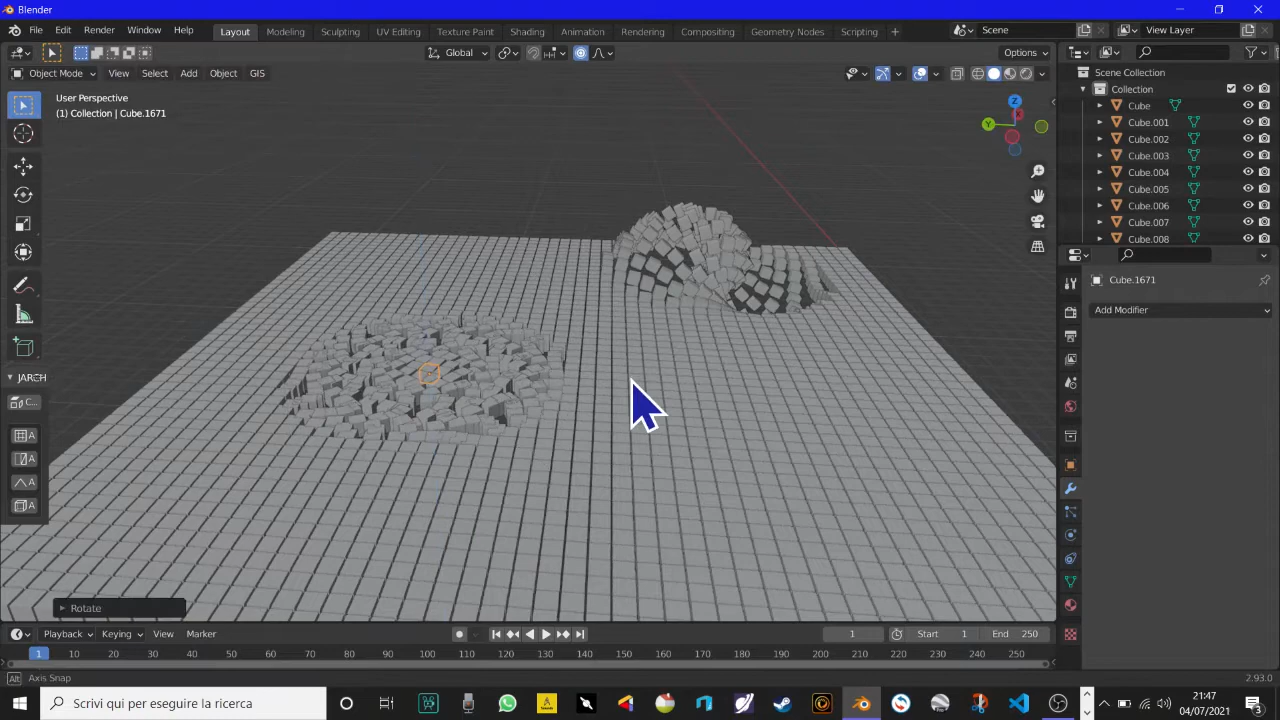 Blender
File Edit Render Window Help Layout Modeling Sculpting UV Editing Texture Paint Shading Animation Rendering Compositing Geometry Nodes Scripting + Scene View Layer
Global Options
Object Mode View Select Add Object GIS
User Perspective
(1) Collection | Cube.1671
Z
X
Y
Scene Collection
Collection
Cube
Cube.001
Cube.002
Cube.003
Cube.004
Cube.005
Cube.006
Cube.007
Cube.008
Cube.1671
Add Modifier
JARCH
C...
A
A
A
A
Rotate
Playback Keying View Marker 1 Start 1 End 250
1 10 20 30 40 50 60 70 80 90 100 110 120 130 140 150 160 170 180 190 200 210 220 230 240 250
Alt Axis Snap 2.93.0
Scrivi qui per eseguire la ricerca
21:47
04/07/2021
3